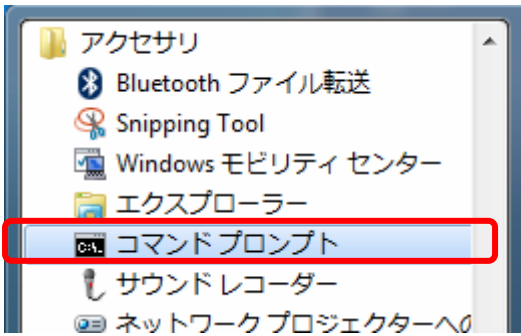 アクセサリ
Bluetooth ファイル転送
Snipping Tool
Windows モビリティ センター
エクスプローラー
コマンド プロンプト
サウンド レコーダー
ネットワーク プロジェクターへの